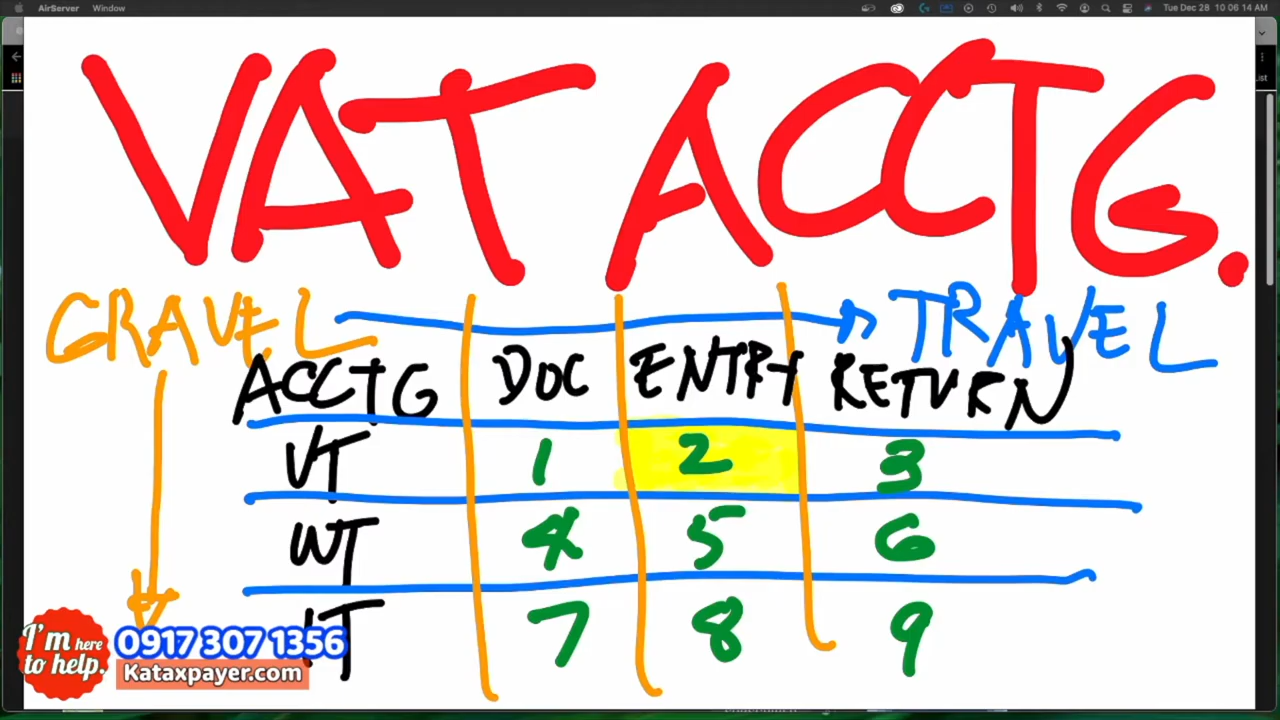 AirServer Window Tue Dec 28 10 06 14 AM
VAT ACCTG.
GRAVEL TRAVEL
ACCTG DOC ENTRY RETURN
VT 1 2 3
WT 4 5 6
IT 7 8 9
I'm here to help.
0917 307 1356
Kataxpayer.com